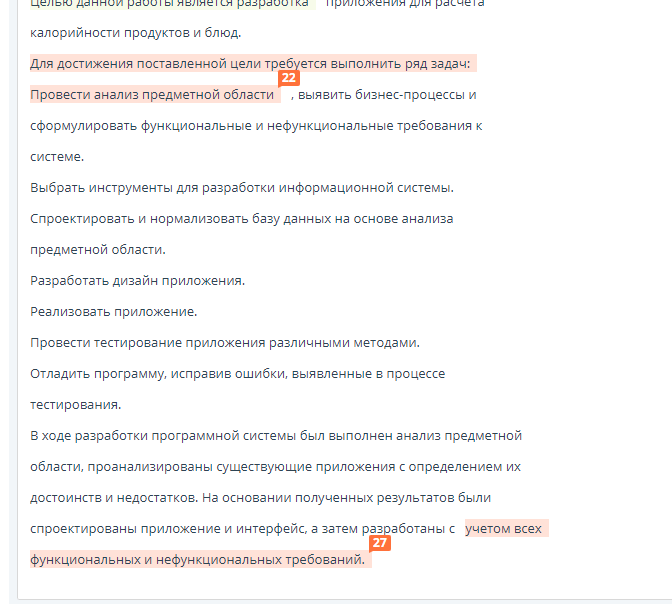 Целью данной работы является разработка приложения для расчета
калорийности продуктов и блюд.
Для достижения поставленной цели требуется выполнить ряд задач:
22
Провести анализ предметной области , выявить бизнес-процессы и
сформулировать функциональные и нефункциональные требования к
системе.
Выбрать инструменты для разработки информационной системы.
Спроектировать и нормализовать базу данных на основе анализа
предметной области.
Разработать дизайн приложения.
Реализовать приложение.
Провести тестирование приложения различными методами.
Отладить программу, исправив ошибки, выявленные в процессе
тестирования.
В ходе разработки программной системы был выполнен анализ предметной
области, проанализированы существующие приложения с определением их
достоинств и недостатков. На основании полученных результатов были
спроектированы приложение и интерфейс, а затем разработаны с учетом всех
27
функциональных и нефункциональных требований.